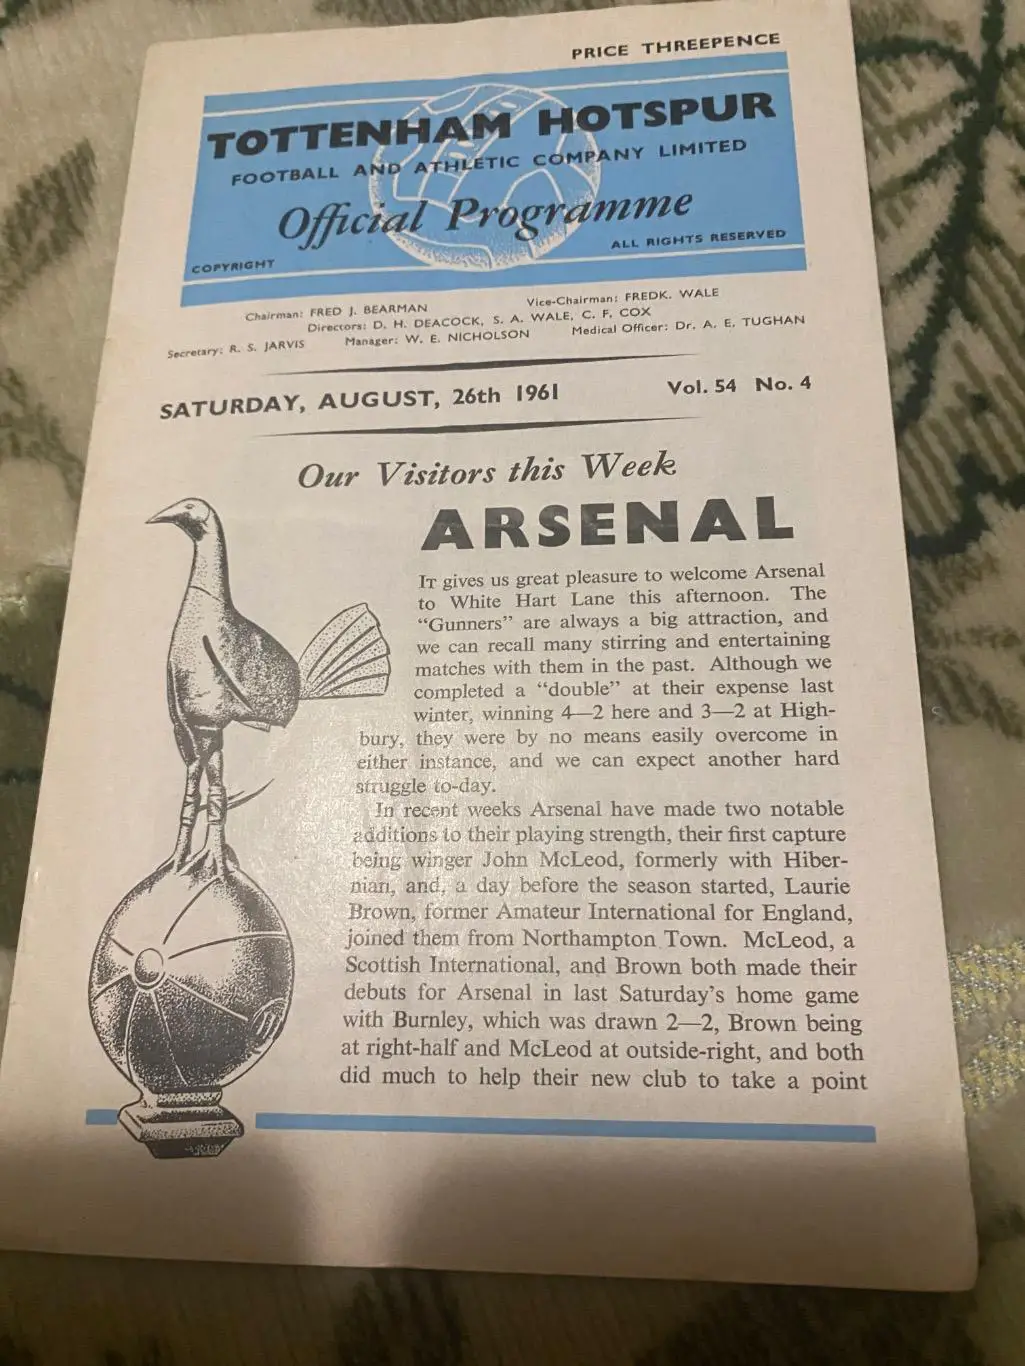 PRICE THREEPENCE
TOTTENHAM HOTSPUR
FOOTBALL AND ATHLETIC COMPANY LIMITED
Official Programme
COPYRIGHT
ALL RIGHTS RESERVED
Chairman: FRED J. BEARMAN Vice-Chairman: FREDK. WALE
Directors: D. H. DEACOCK, S. A. WALE, C. F. COX
Secretary: R. S. JARVIS Manager: W. E. NICHOLSON Medical Officer: Dr. A. E. TUGHAN
SATURDAY, AUGUST, 26th 1961 Vol. 54 No. 4
Our Visitors this Week
ARSENAL
IT gives us great pleasure to welcome Arsenal
to White Hart Lane this afternoon. The
"Gunners" are always a big attraction, and
we can recall many stirring and entertaining
matches with them in the past. Although we
completed a "double" at their expense last
winter, winning 4—2 here and 3—2 at High-
bury, they were by no means easily overcome in
either instance, and we can expect another hard
struggle to-day.
In recent weeks Arsenal have made two notable
additions to their playing strength, their first capture
being winger John McLeod, formerly with Hiber-
nian, and, a day before the season started, Laurie
Brown, former Amateur International for England,
joined them from Northampton Town. McLeod, a
Scottish International, and Brown both made their
debuts for Arsenal in last Saturday's home game
with Burnley, which was drawn 2—2, Brown being
at right-half and McLeod at outside-right, and both
did much to help their new club to take a point